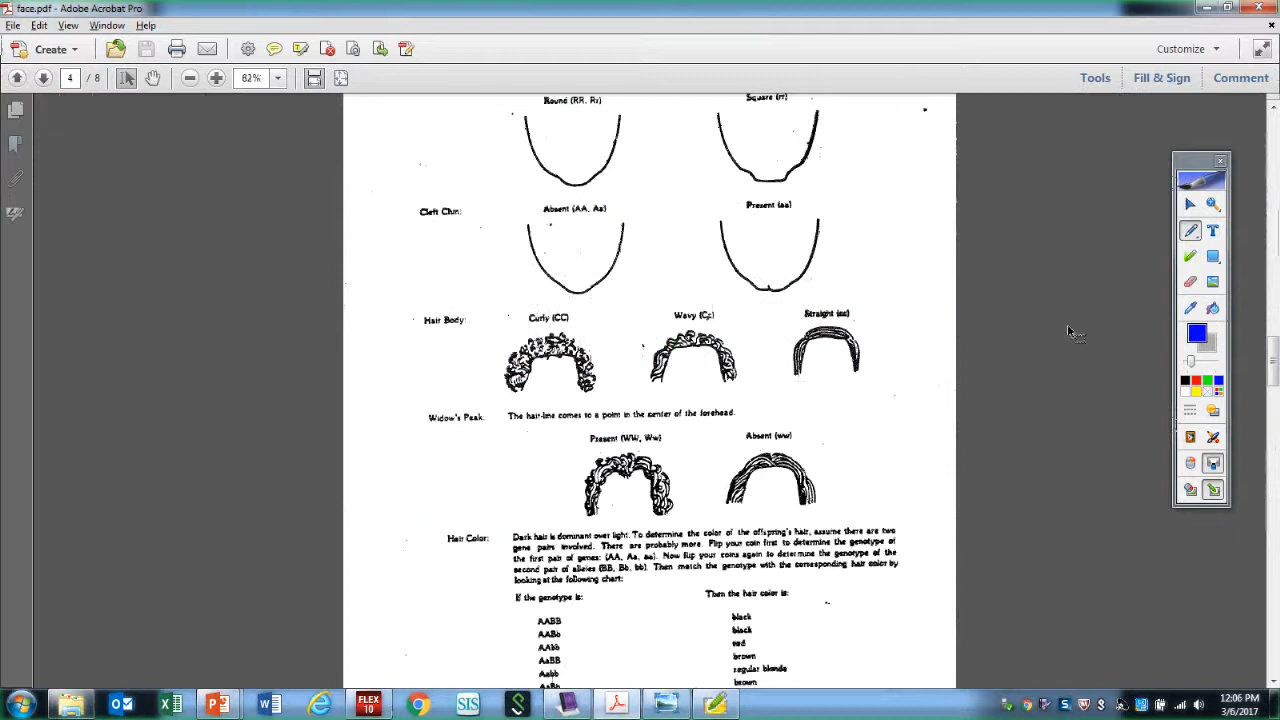 face.pdf - Adobe Acrobat Pro
File Edit View Window Help
Create Customize
4 / 8 62% Tools Fill & Sign Comment
Round (RR, Rr) Square (rr)
Cleft Chin: Absent (AA, Aa) Present (aa)
Hair Body: Curly (CC) Wavy (Cc) Straight (cc)
Widow's Peak: The hair-line comes to a point in the center of the forehead.
Present (WW, Ww) Absent (ww)
Hair Color: Dark hair is dominant over light. To determine the color of the offspring's hair, assume there are two
gene pairs involved. There are probably more. Flip your coin first to determine the genotype of
the first pair of genes: (AA, Aa, aa). Now flip your coins again to determine the genotype of the
second pair of alleles (BB, Bb, bb). Then match the genotype with the corresponding hair color by
looking at the following chart:
If the genotype is: Then the hair color is:
AABB black
AABb black
AAbb red
AaBB brown
Aabb regular blonde
AaBb brown
FLEX
10
SIS
12:06 PM
3/6/2017